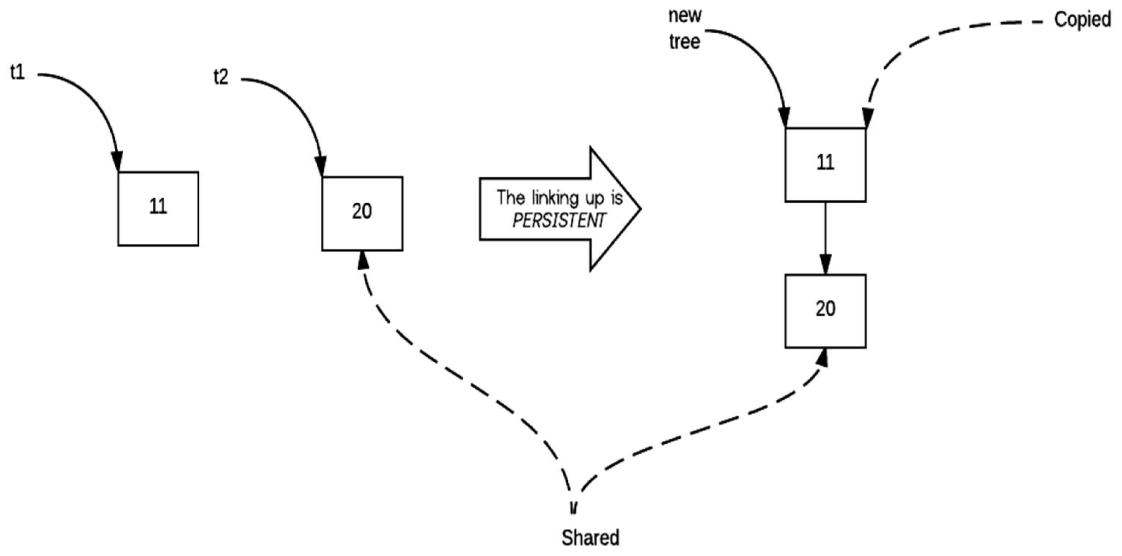 t1
11
t2
20
The linking up is
PERSISTENT
new
tree
Copied
11
20
Shared